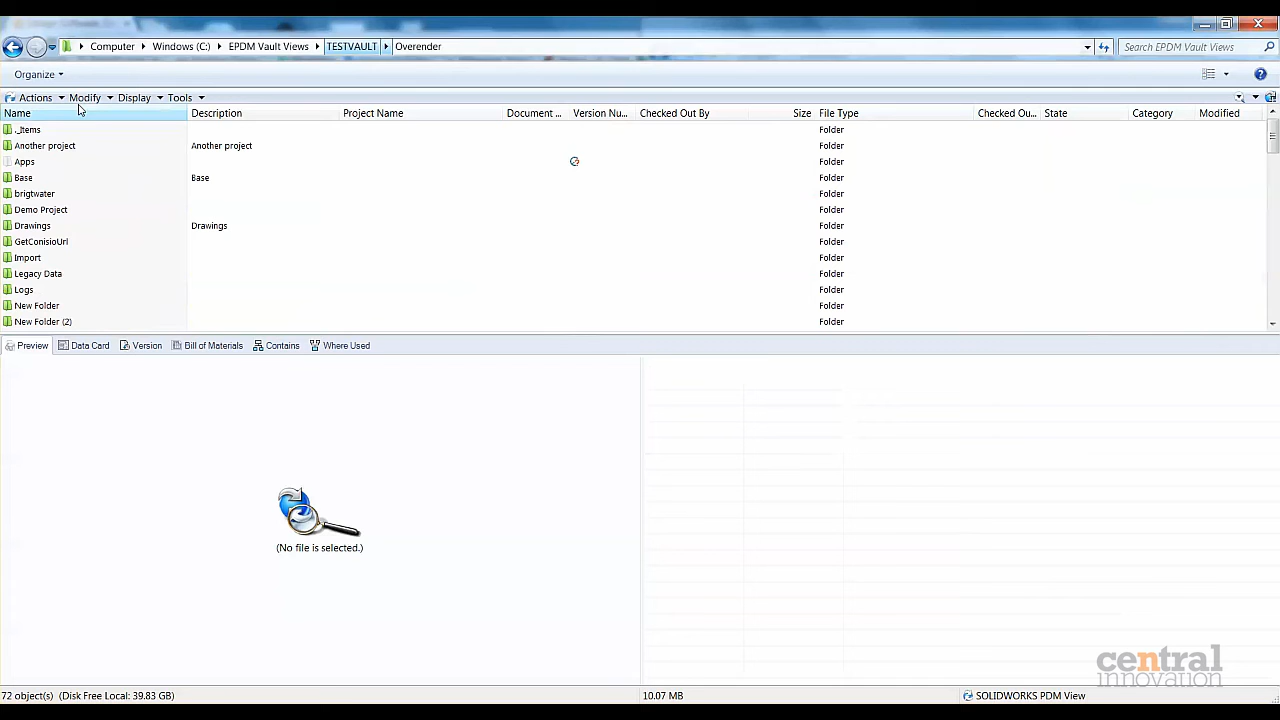 Computer Windows (C:) EPDM Vault Views TESTVAULT Overender Search EPDM Vault Views
Organize
Actions Modify Display Tools
Name Description Project Name Document ... Version Nu... Checked Out By Size File Type Checked Ou... State Category Modified
._Items Folder
Another project Another project Folder
Apps Folder
Base Base Folder
brigtwater Folder
Demo Project Folder
Drawings Drawings Folder
GetConisioUrl Folder
Import Folder
Legacy Data Folder
Logs Folder
New Folder Folder
New Folder (2) Folder
Preview Data Card Version Bill of Materials Contains Where Used
(No file is selected.)
central
innovation
72 object(s) (Disk Free Local: 39.83 GB) 10.07 MB SOLIDWORKS PDM View